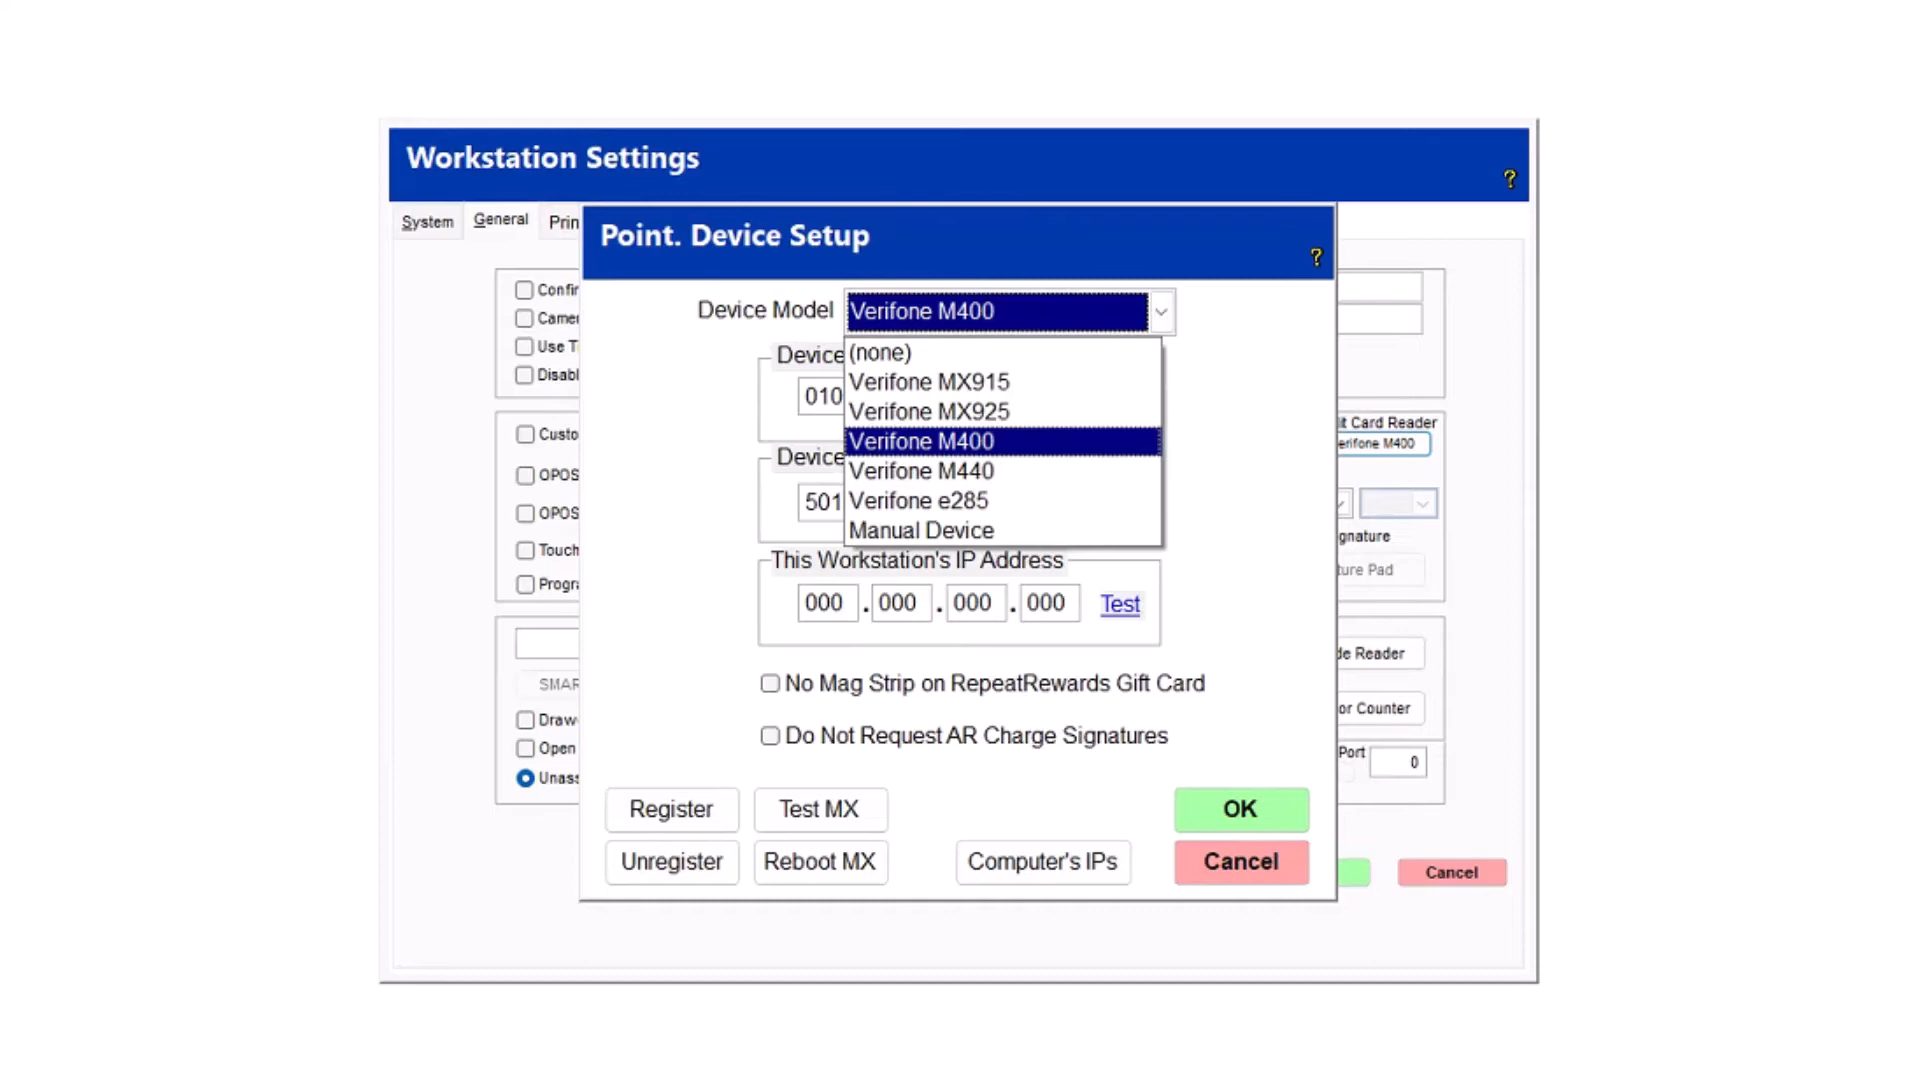 Workstation Settings
?
System General Prin
Point. Device Setup
?
Device Model Verifone M400
(none)
Verifone MX915
Verifone MX925
Verifone M400
Verifone M440
Verifone e285
Manual Device
Device
010
Device
501
This Workstation's IP Address
000 . 000 . 000 . 000 Test
No Mag Strip on RepeatRewards Gift Card
Do Not Request AR Charge Signatures
Register Test MX OK
Unregister Reboot MX Computer's IPs Cancel
Confir
Camer
Use T
Disabl
Custo
OPOS
OPOS
Touch
Progra
SMAR
Drawe
Open
Unass
it Card Reader
erifone M400
gnature
ture Pad
de Reader
or Counter
Port 0
Cancel